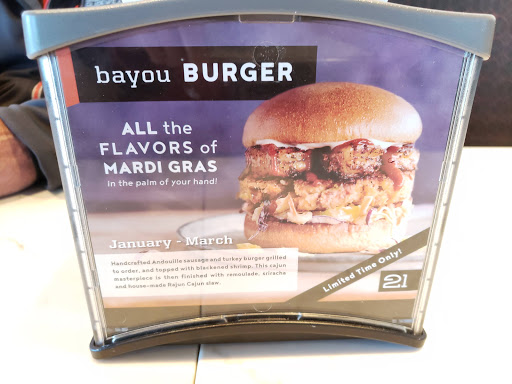 bayou BURGER
ALL the
FLAVORS of
MARDI GRAS
In the palm of your hand!
January - March
Handcrafted Andouille sausage and turkey burger grilled
to order, and topped with blackened shrimp. This cajun
masterpiece is then finished with remoulade, sriracha
and house-made Rajun Cajun slaw.
Limited Time Only!
21